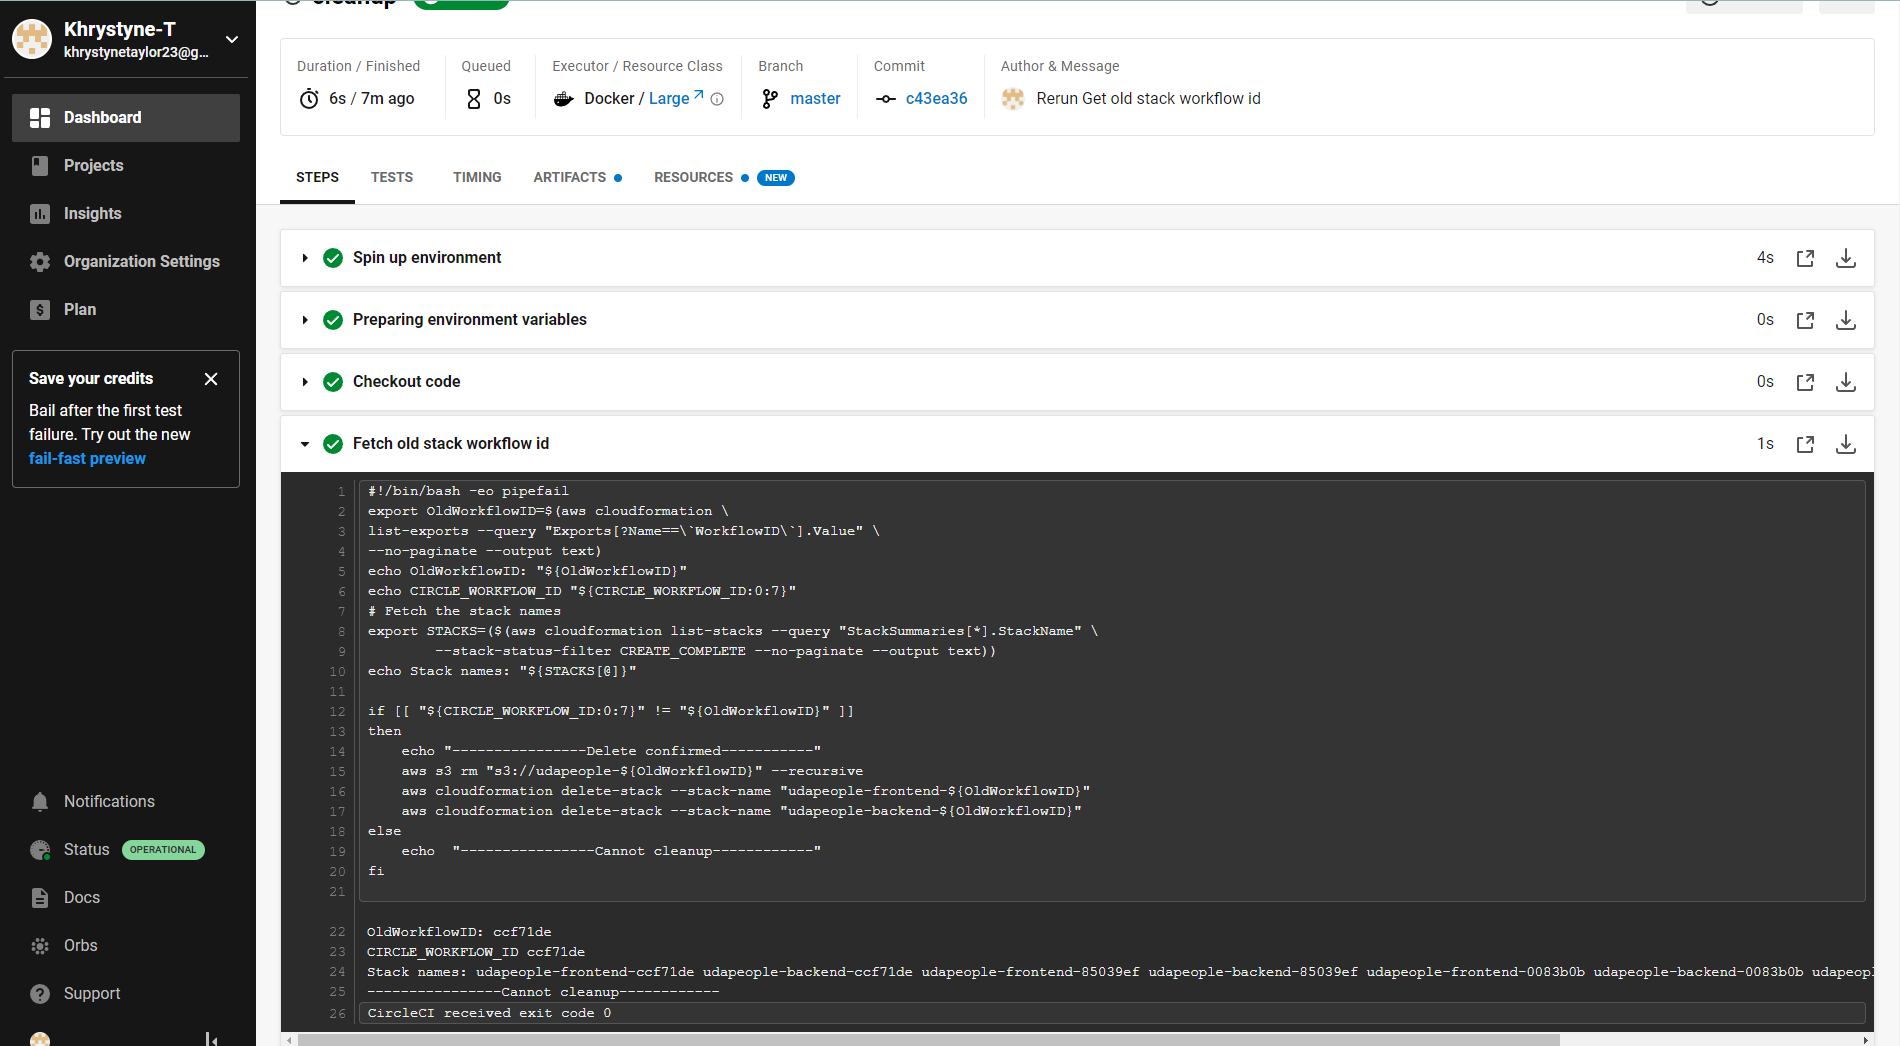 Khrystyne-T
khrystynetaylor23@g...
Dashboard
Projects
Insights
Organization Settings
Plan
Save your credits
Bail after the first test
failure. Try out the new
fail-fast preview
Notifications
Status OPERATIONAL
Docs
Orbs
Support
cleanup
Duration / Finished
6s / 7m ago
Queued
0s
Executor / Resource Class
Docker / Large
Branch
master
Commit
c43ea36
Author & Message
Rerun Get old stack workflow id
STEPS TESTS TIMING ARTIFACTS RESOURCES NEW
Spin up environment 4s
Preparing environment variables 0s
Checkout code 0s
Fetch old stack workflow id 1s
1 #!/bin/bash -eo pipefail
2 export OldWorkflowID=$(aws cloudformation \
3 list-exports --query "Exports[?Name==\`WorkflowID\`].Value" \
4 --no-paginate --output text)
5 echo OldWorkflowID: "${OldWorkflowID}"
6 echo CIRCLE_WORKFLOW_ID "${CIRCLE_WORKFLOW_ID:0:7}"
7 # Fetch the stack names
8 export STACKS=($(aws cloudformation list-stacks --query "StackSummaries[*].StackName" \
9 --stack-status-filter CREATE_COMPLETE --no-paginate --output text))
10 echo Stack names: "${STACKS[@]}"
11
12 if [[ "${CIRCLE_WORKFLOW_ID:0:7}" != "${OldWorkflowID}" ]]
13 then
14 echo "----------------Delete confirmed-----------"
15 aws s3 rm "s3://udapeople-${OldWorkflowID}" --recursive
16 aws cloudformation delete-stack --stack-name "udapeople-frontend-${OldWorkflowID}"
17 aws cloudformation delete-stack --stack-name "udapeople-backend-${OldWorkflowID}"
18 else
19 echo "----------------Cannot cleanup------------"
20 fi
21
22 OldWorkflowID: ccf71de
23 CIRCLE_WORKFLOW_ID ccf71de
24 Stack names: udapeople-frontend-ccf71de udapeople-backend-ccf71de udapeople-frontend-85039ef udapeople-backend-85039ef udapeople-frontend-0083b0b udapeople-backend-0083b0b udapeopl
25 ----------------Cannot cleanup------------
26 CircleCI received exit code 0